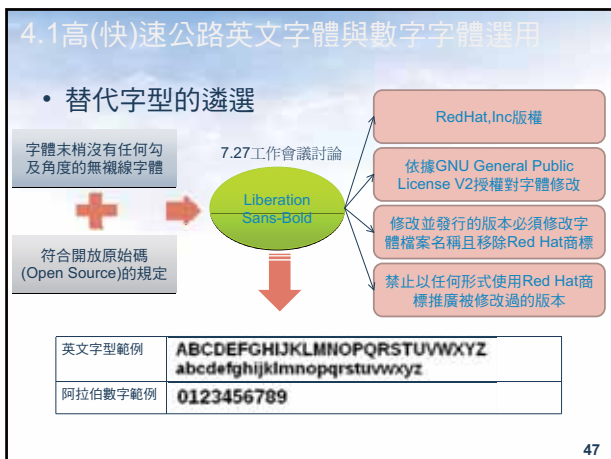 4.1高(快)速公路英文字體與數字字體選用
• 替代字型的遴選
字體末梢沒有任何勾
及角度的無襯線字體
符合開放原始碼
(Open Source)的規定
7.27工作會議討論
Liberation
Sans-Bold
RedHat,Inc版權
依據GNU General Public
License V2授權對字體修改
修改並發行的版本必須修改字
體檔案名稱且移除Red Hat商標
禁止以任何形式使用Red Hat商
標推廣被修改過的版本
英文字型範例
ABCDEFGHIJKLMNOPQRSTUVWXYZ
abcdefghijklmnopqrstuvwxyz
阿拉伯數字範例
0123456789
47